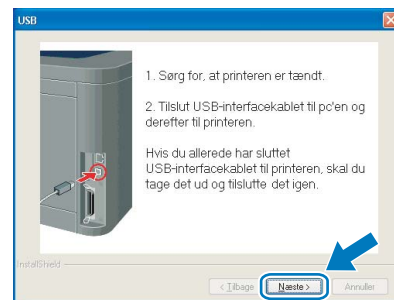 USB
1. Sørg for, at printeren er tændt.
2. Tilslut USB-interfacekablet til pc'en og
derefter til printeren.
Hvis du allerede har sluttet
USB-interfacekablet til printeren, skal du
tage det ud og tilslutte det igen.
InstallShield
< Tilbage
Næste >
Annuller